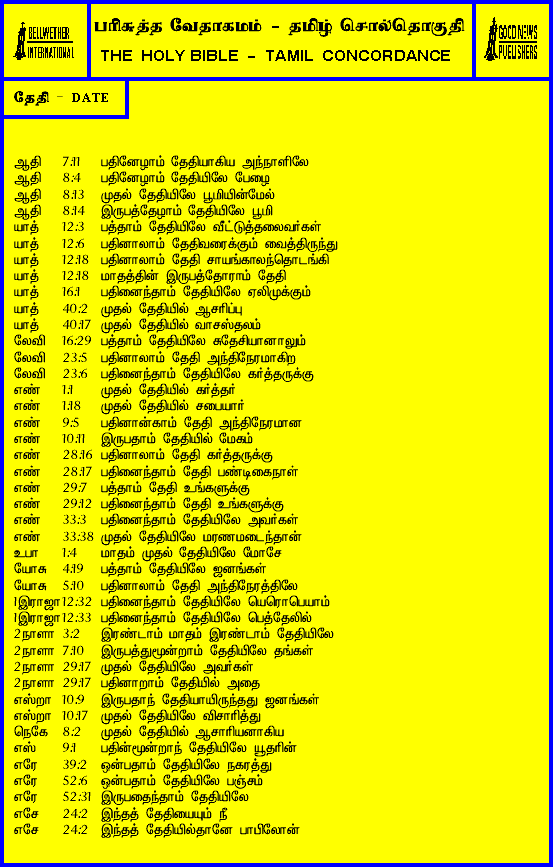 BELLWETHER
INTERNATIONAL
பரிசுத்த வேதாகமம் - தமிழ் சொல்தொகுதி
THE HOLY BIBLE - TAMIL CONCORDANCE
GOOD NEWS
PUBLISHERS
தேதி - DATE
ஆதி 7:11 பதினேழாம் தேதியாகிய அந்நாளிலே
ஆதி 8:4 பதினேழாம் தேதியிலே பேழை
ஆதி 8:13 முதல் தேதியிலே பூமியின்மேல்
ஆதி 8:14 இருபத்தேழாம் தேதியிலே பூமி
யாத் 12:3 பத்தாம் தேதியிலே வீட்டுத்தலைவர்கள்
யாத் 12:6 பதினாலாம் தேதிவரைக்கும் வைத்திருந்து
யாத் 12:18 பதினாலாம் தேதி சாயங்காலந்தொடங்கி
யாத் 12:18 மாதத்தின் இருபத்தோராம் தேதி
யாத் 16:1 பதினைந்தாம் தேதியிலே ஏலிமுக்கும்
யாத் 40:2 முதல் தேதியில் ஆசரிப்பு
யாத் 40:17 முதல் தேதியில் வாசஸ்தலம்
லேவி 16:29 பத்தாம் தேதியிலே சுதேசியானாலும்
லேவி 23:5 பதினாலாம் தேதி அந்திநேரமாகிற
லேவி 23:6 பதினைந்தாம் தேதியிலே கர்த்தருக்கு
எண் 1:1 முதல் தேதியில் கர்த்தர்
எண் 1:18 முதல் தேதியில் சபையார்
எண் 9:5 பதினான்காம் தேதி அந்திநேரமான
எண் 10:11 இருபதாம் தேதியில் மேகம்
எண் 28:16 பதினாலாம் தேதி கர்த்தருக்கு
எண் 28:17 பதினைந்தாம் தேதி பண்டிகைநாள்
எண் 29:7 பத்தாம் தேதி உங்களுக்கு
எண் 29:12 பதினைந்தாம் தேதி உங்களுக்கு
எண் 33:3 பதினைந்தாம் தேதியிலே அவர்கள்
எண் 33:38 முதல் தேதியிலே மரணமடைந்தான்
உபா 1:4 மாதம் முதல் தேதியிலே மோசே
யோசு 4:19 பத்தாம் தேதியிலே ஜனங்கள்
யோசு 5:10 பதினாலாம் தேதி அந்திநேரத்திலே
1இராஜா 12:32 பதினைந்தாம் தேதியிலே யெரொபெயாம்
1இராஜா 12:33 பதினைந்தாம் தேதியிலே பெத்தேலில்
2நாளா 3:2 இரண்டாம் மாதம் இரண்டாம் தேதியிலே
2நாளா 7:10 இருபத்துமூன்றாம் தேதியிலே தங்கள்
2நாளா 29:17 முதல் தேதியிலே அவர்கள்
2நாளா 29:17 பதினாறாம் தேதியில் அதை
எஸ்றா 10:9 இருபதாந் தேதியாயிருந்தது ஜனங்கள்
எஸ்றா 10:17 முதல் தேதியிலே விசாரித்து
நெகே 8:2 முதல் தேதியில் ஆசாரியனாகிய
எஸ் 9:1 பதின்மூன்றாந் தேதியிலே யூதரின்
எரே 39:2 ஒன்பதாம் தேதியிலே நகரத்து
எரே 52:6 ஒன்பதாம் தேதியிலே பஞ்சம்
எரே 52:31 இருபதைந்தாம் தேதியிலே
எசே 24:2 இந்தத் தேதியையும் நீ
எசே 24:2 இந்தத் தேதியில்தானே பாபிலோன்